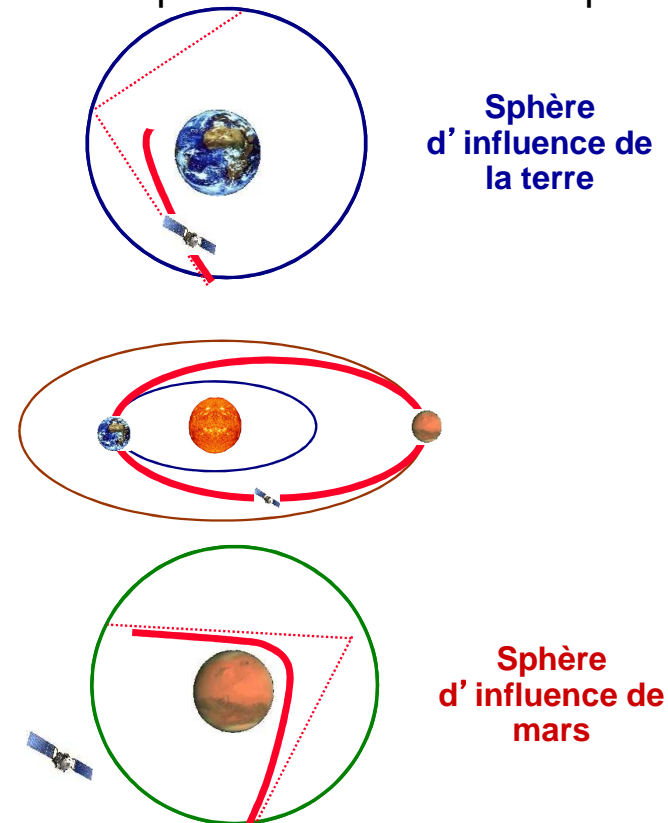 Sphère
d’ influence de
la terre
Sphère
d’ influence de
mars